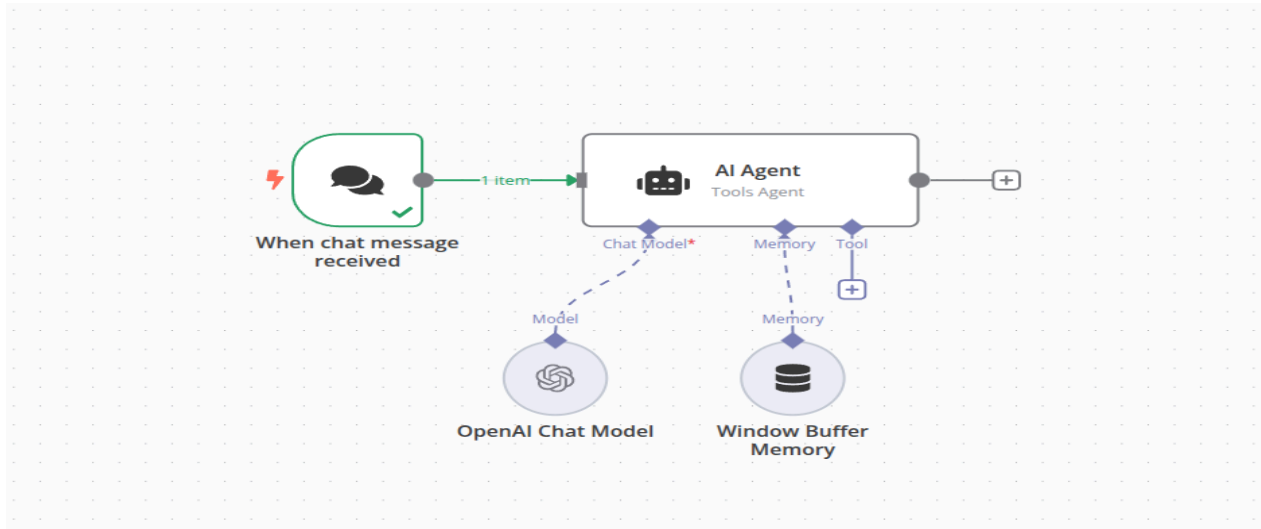 1 item
AI Agent
Tools Agent
When chat message
received
Chat Model*
Memory
Tool
Model
Memory
OpenAI Chat Model
Window Buffer
Memory